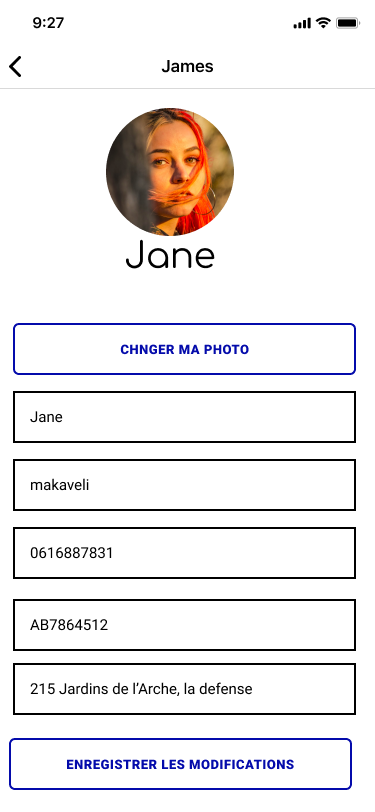 9:27
James
Jane
CHNGER MA PHOTO
Jane
makaveli
0616887831
AB7864512
215 Jardins de l’Arche, la defense
ENREGISTRER LES MODIFICATIONS